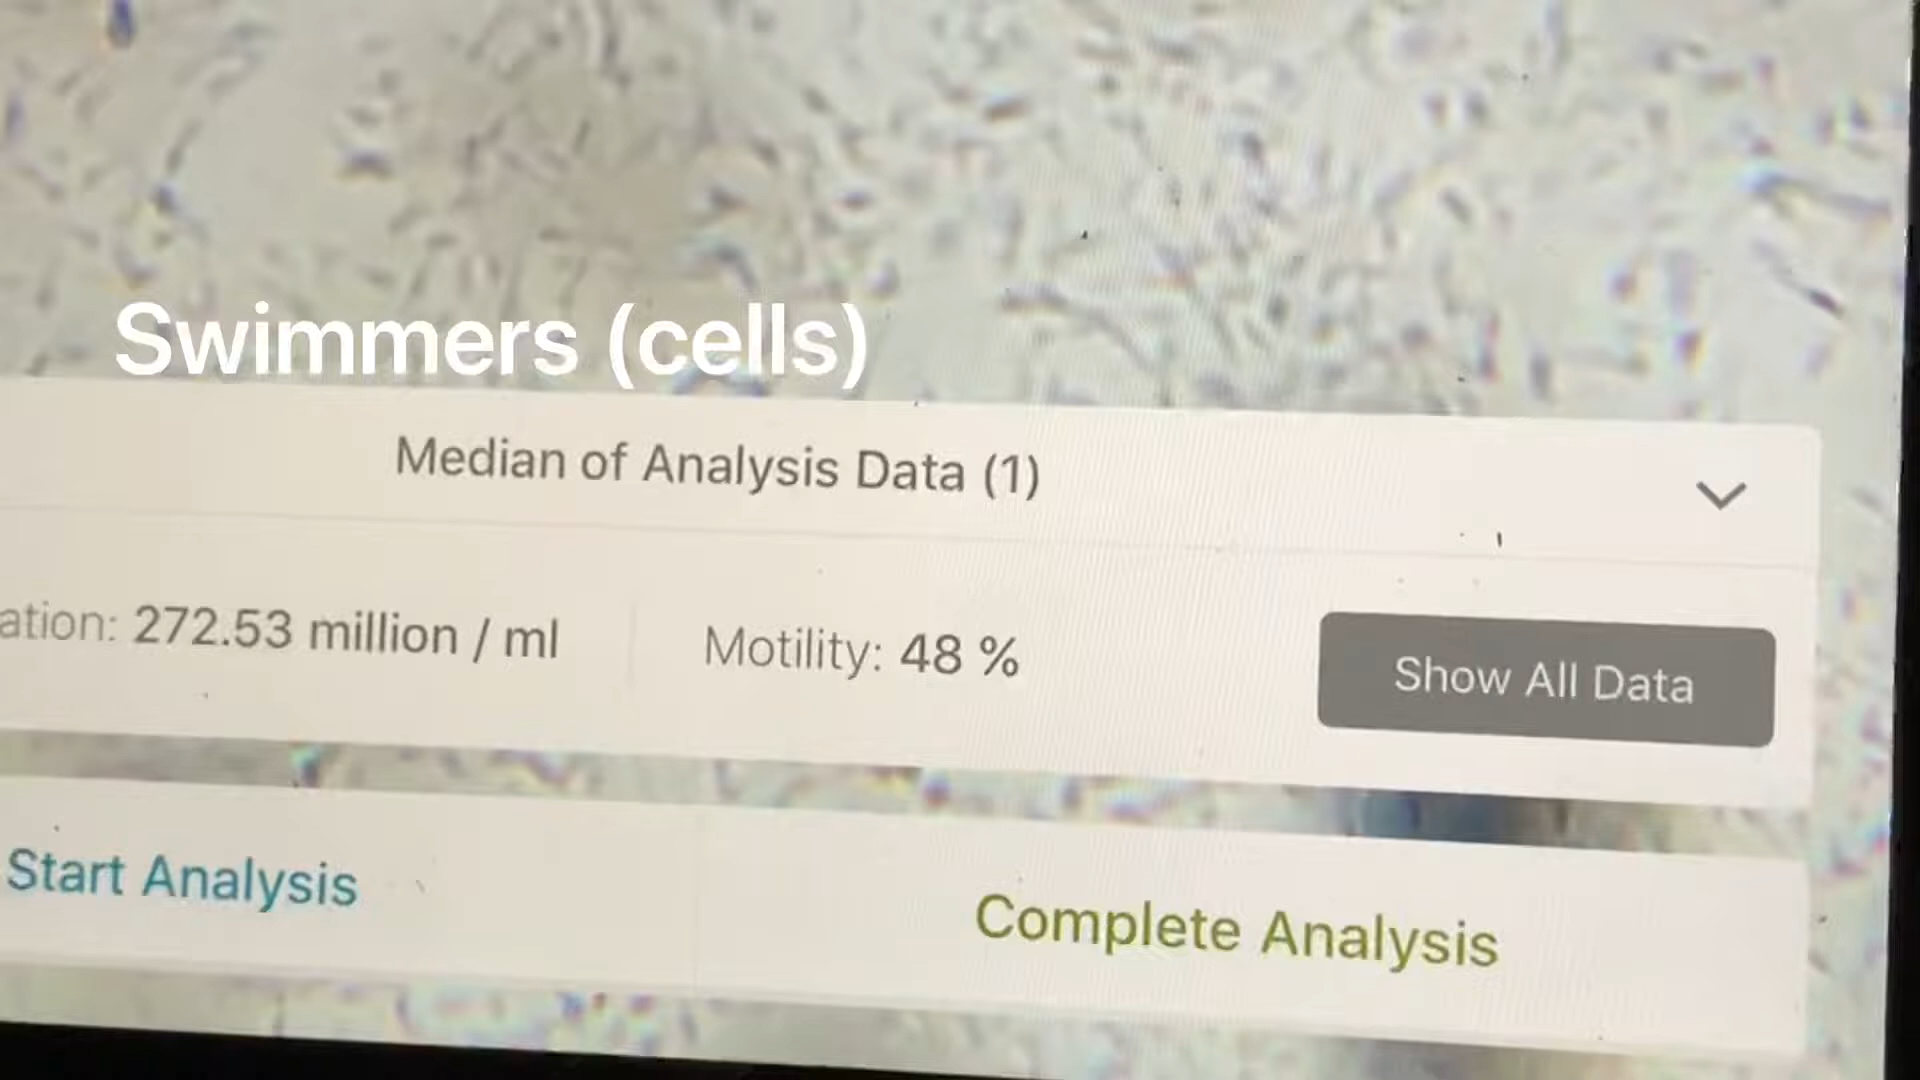 Swimmers (cells)
Median of Analysis Data (1)
ation: 272.53 million / ml
Motility: 48 %
Show All Data
Start Analysis
Complete Analysis